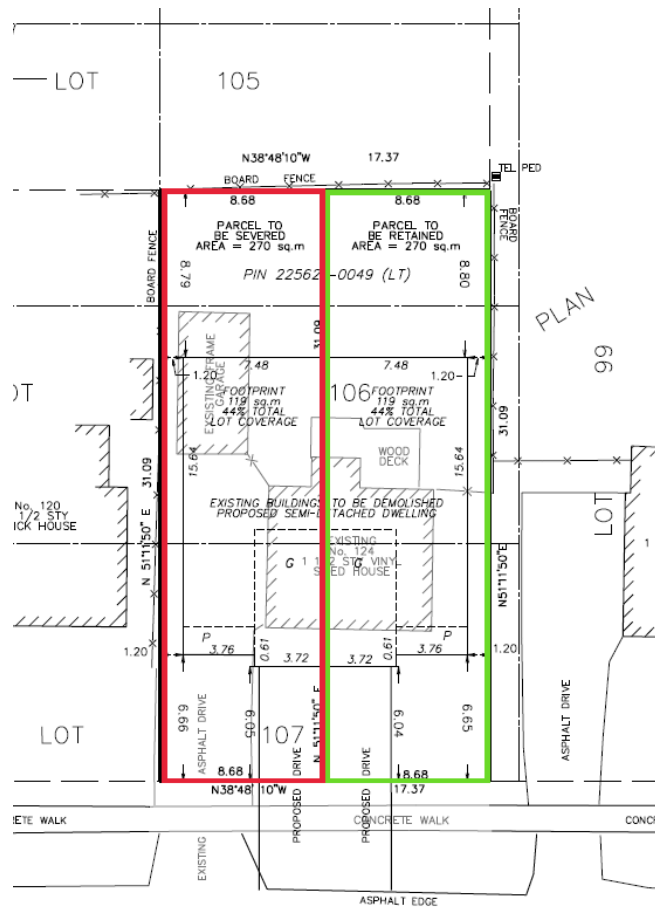 LOT 105
N38°48'10"W 17.37
BOARD FENCE
TEL PED
8.68 8.68
BOARD FENCE
PARCEL TO
BE SEVERED
AREA = 270 sq.m
PARCEL TO
BE RETAINED
AREA = 270 sq.m
BOARD FENCE
8.79
8.80
PIN 22562 -0049 (LT)
PLAN
99
31.09
7.48 7.48
1.20 1.20
EXSISTING FRAME
GARAGE
106
FOOTPRINT
119 sq.m
44% TOTAL
LOT COVERAGE
FOOTPRINT
119 sq.m
44% TOTAL
LOT COVERAGE
OT
31.09
31.09
15.64
15.64
WOOD
DECK
LOT
EXISTING BUILDINGS TO BE DEMOLISHED
PROPOSED SEMI-DETACHED DWELLING
No. 120
1/2 STY
ICK HOUSE
EXISTING
No. 124
1 1/2 STY VINYL
SIDED HOUSE
G G
1
N 51°11'50" E
N51°11'50"E
P P
1.20 3.76 0.61 3.72 3.72 0.61 3.76 1.20
LOT 107
6.66
ASPHALT DRIVE
6.05
N 51°11'50" E
6.04
6.65
ASPHALT DRIVE
8.68 8.68
N38°48' 10"W 17.37
PROPOSED DRIVE
PROPOSED DRIVE
RETE WALK CONCRETE WALK CONC
EXISTING
ASPHALT EDGE